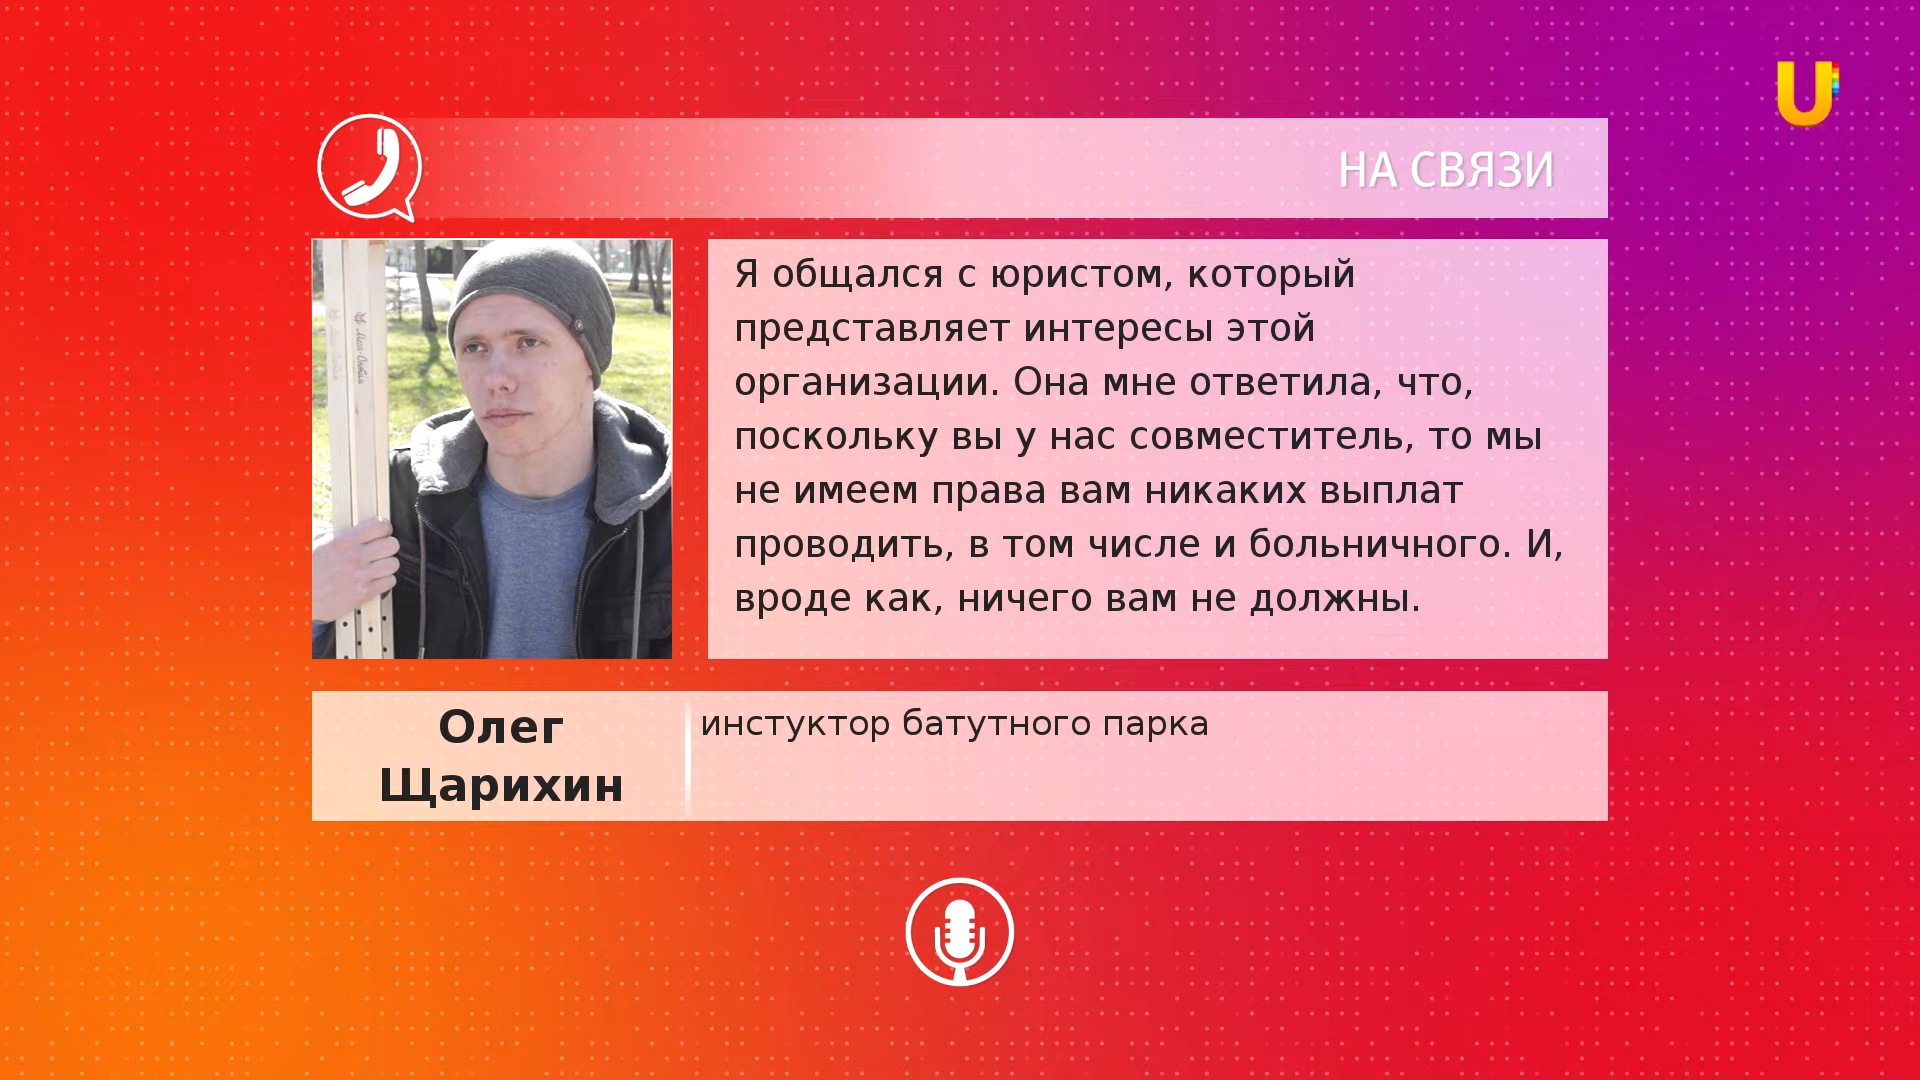 U
НА СВЯЗИ
Я общался с юристом, который
представляет интересы этой
организации. Она мне ответила, что,
поскольку вы у нас совместитель, то мы
не имеем права вам никаких выплат
проводить, в том числе и больничного. И,
вроде как, ничего вам не должны.
Олег
Щарихин
инстуктор батутного парка